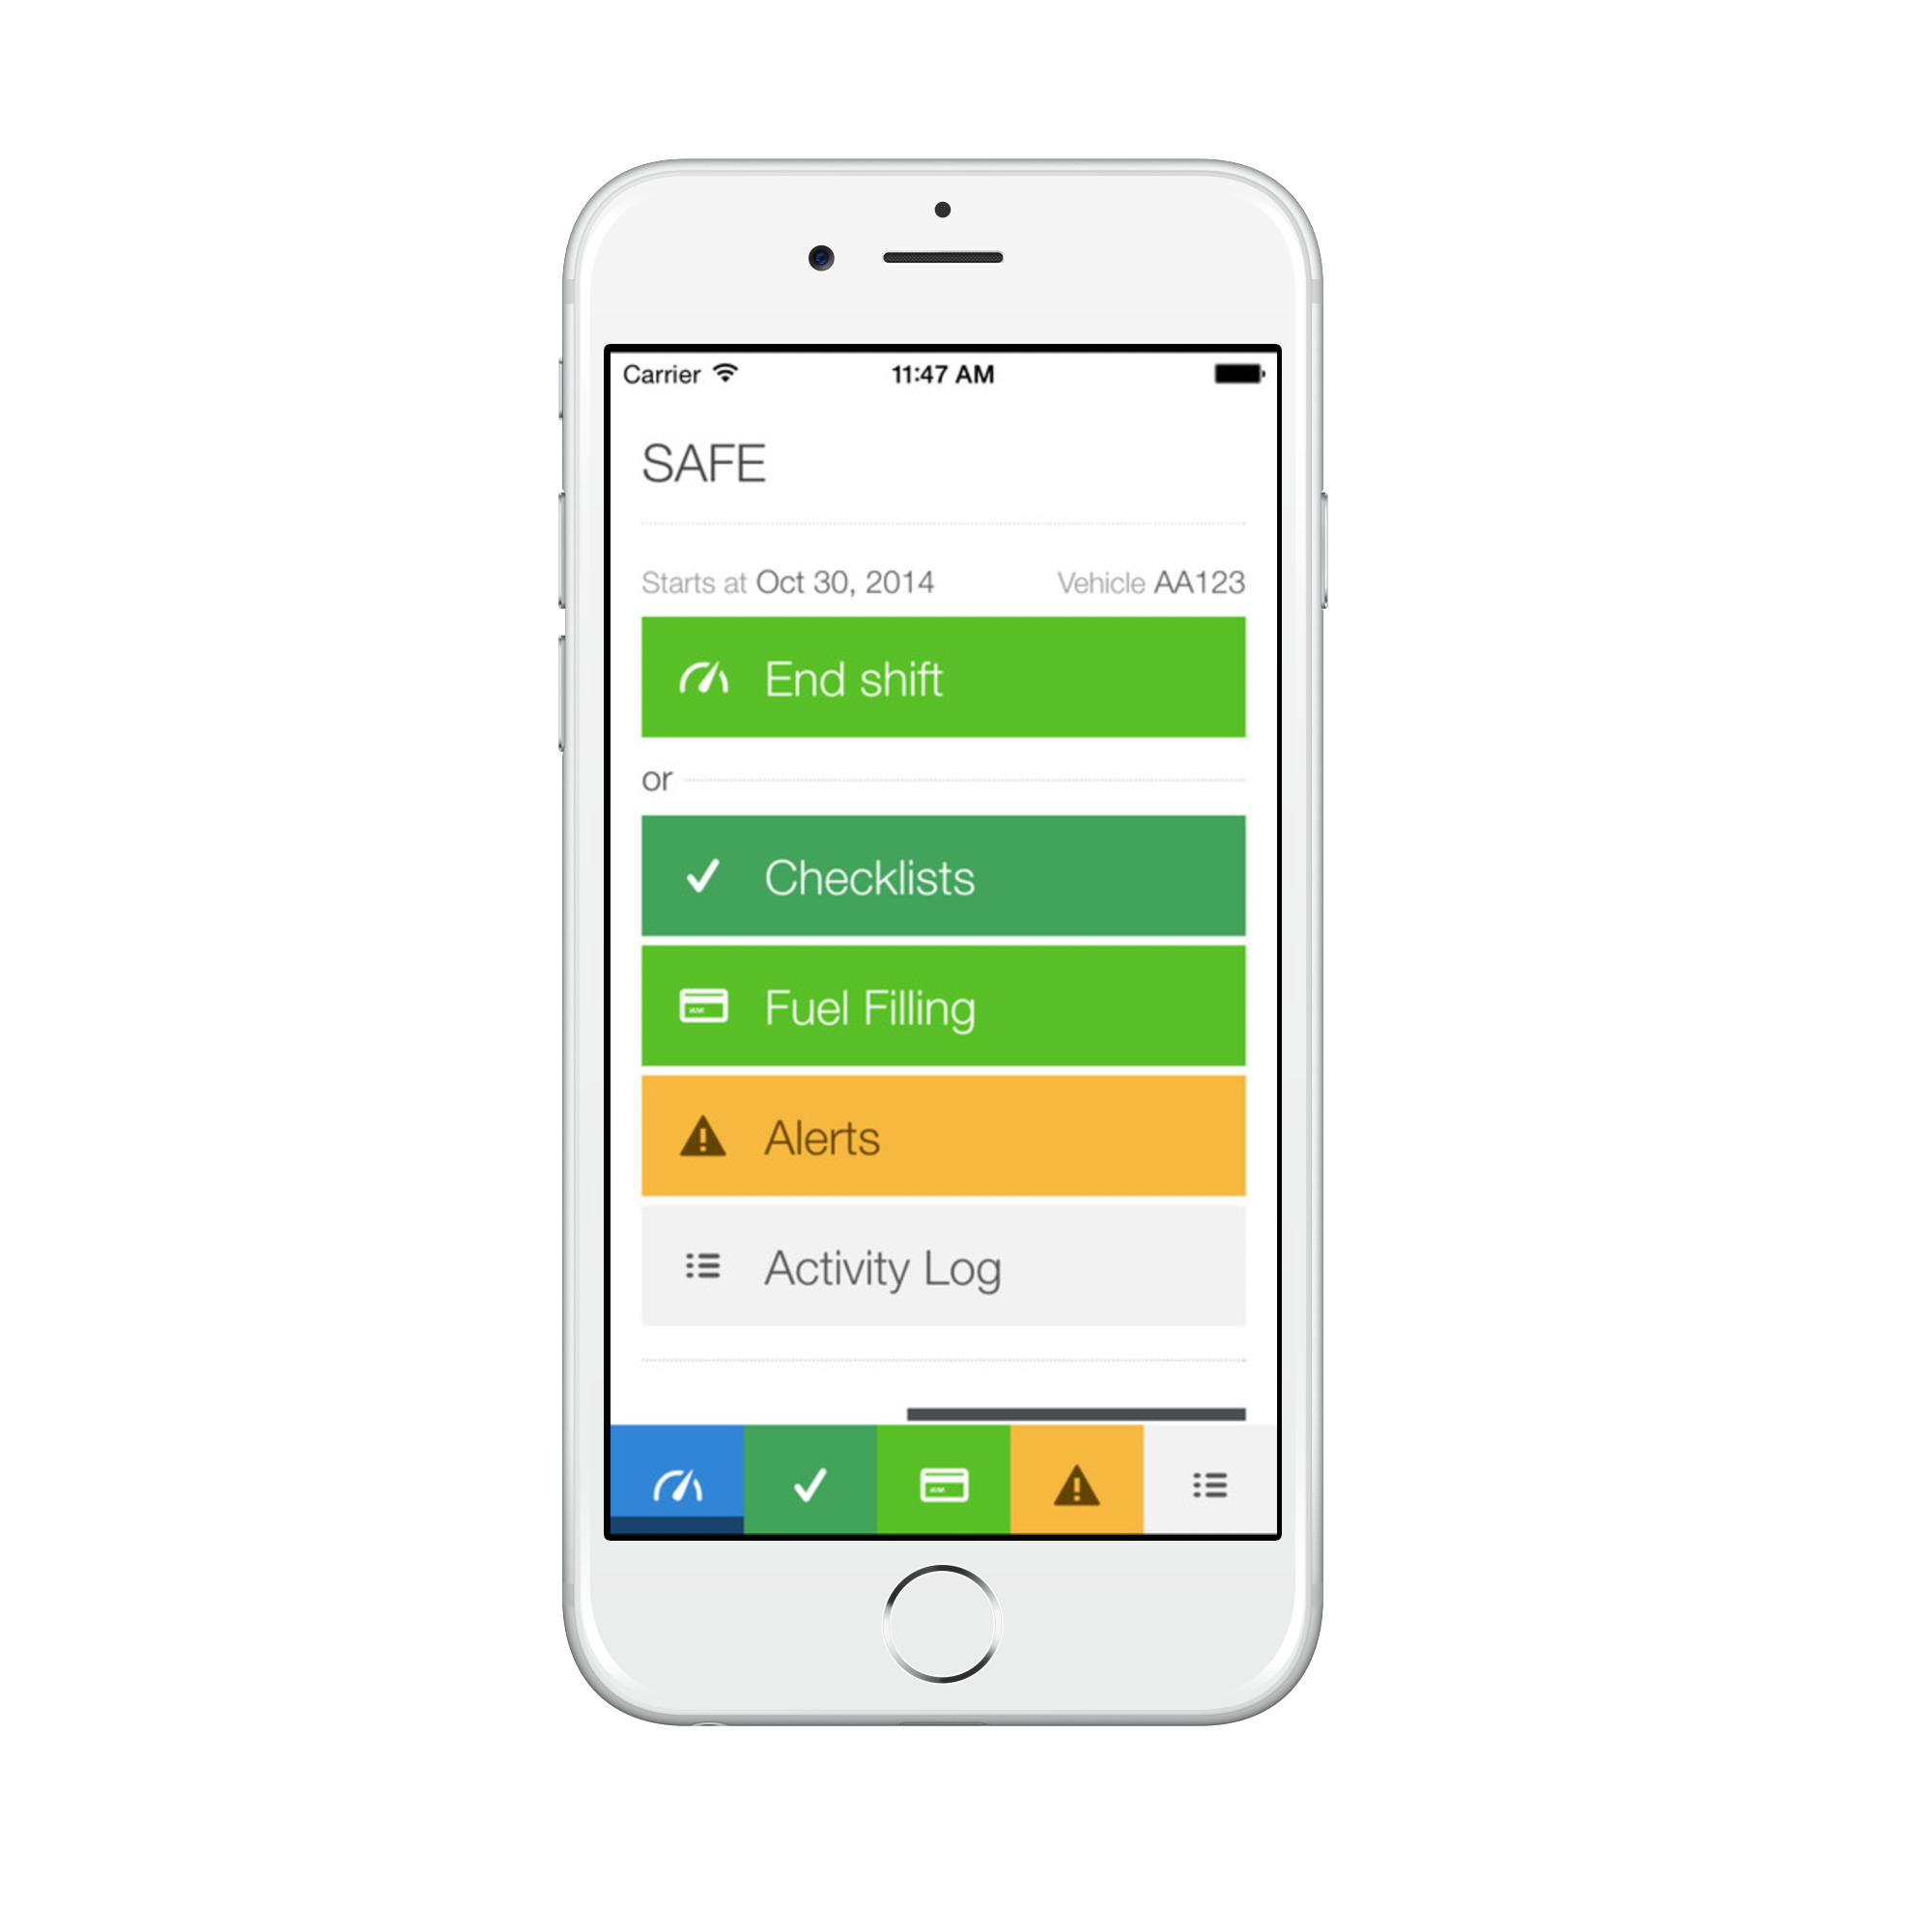 Carrier 11:47 AM
SAFE
Starts at Oct 30, 2014 Vehicle AA123
End shift
or
Checklists
Fuel Filling
Alerts
Activity Log